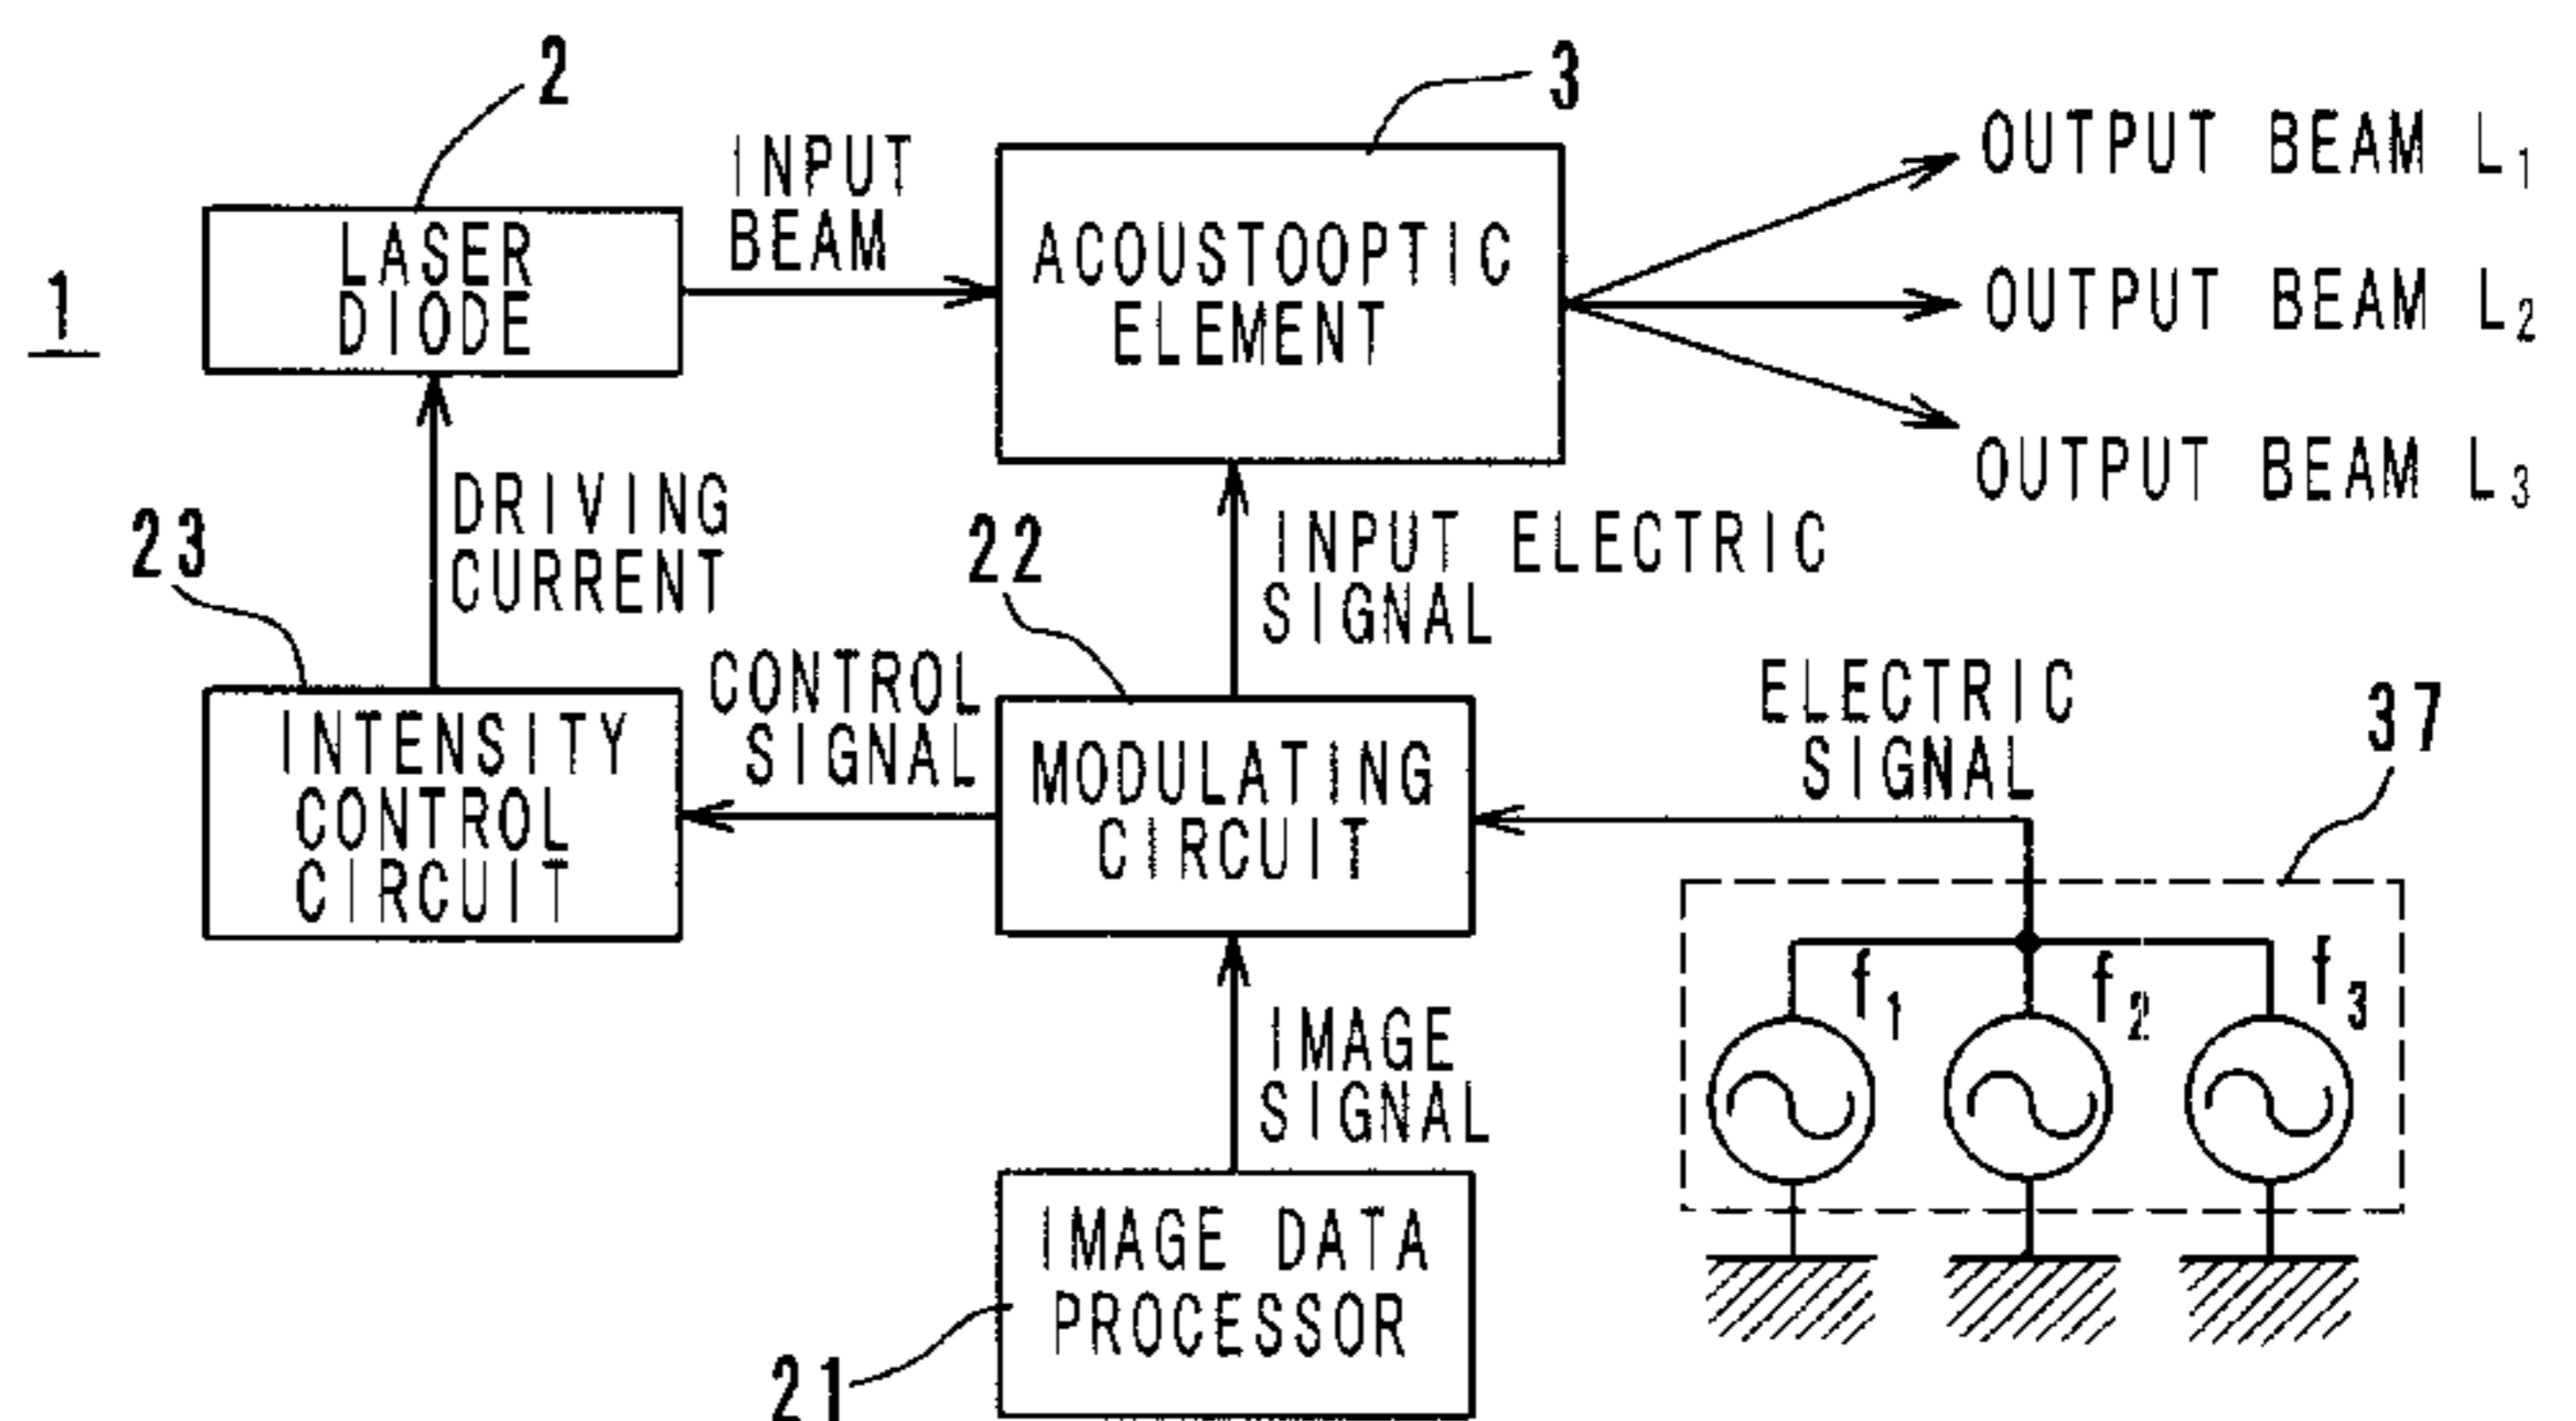 2
3
INPUT
BEAM
OUTPUT BEAM L1
LASER
DIODE
ACOUSTOOPTIC
ELEMENT
OUTPUT BEAM L2
1
OUTPUT BEAM L3
DRIVING
CURRENT
23
22
INPUT ELECTRIC
SIGNAL
CONTROL
SIGNAL
ELECTRIC
SIGNAL
37
INTENSITY
CONTROL
CIRCUIT
MODULATING
CIRCUIT
f1
f2
f3
IMAGE
SIGNAL
IMAGE DATA
PROCESSOR
21